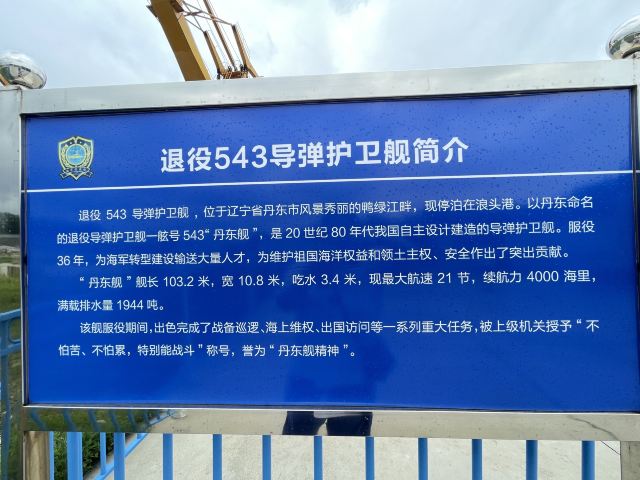 退役543导弹护卫舰简介
退役 543 导弹护卫舰，位于辽宁省丹东市风景秀丽的鸭绿江畔，现停泊在浪头港。以丹东命名
的退役导弹护卫舰一舷号 543“丹东舰”，是 20 世纪 80 年代我国自主设计建造的导弹护卫舰。服役
36 年，为海军转型建设输送大量人才，为维护祖国海洋权益和领土主权、安全作出了突出贡献。
“丹东舰”舰长 103.2 米，宽 10.8 米，吃水 3.4 米，现最大航速 21 节，续航力 4000 海里，
满载排水量 1944 吨。
该舰服役期间，出色完成了战备巡逻、海上维权、出国访问等一系列重大任务，被上级机关授予“不
怕苦、不怕累，特别能战斗”称号，誉为“丹东舰精神”。